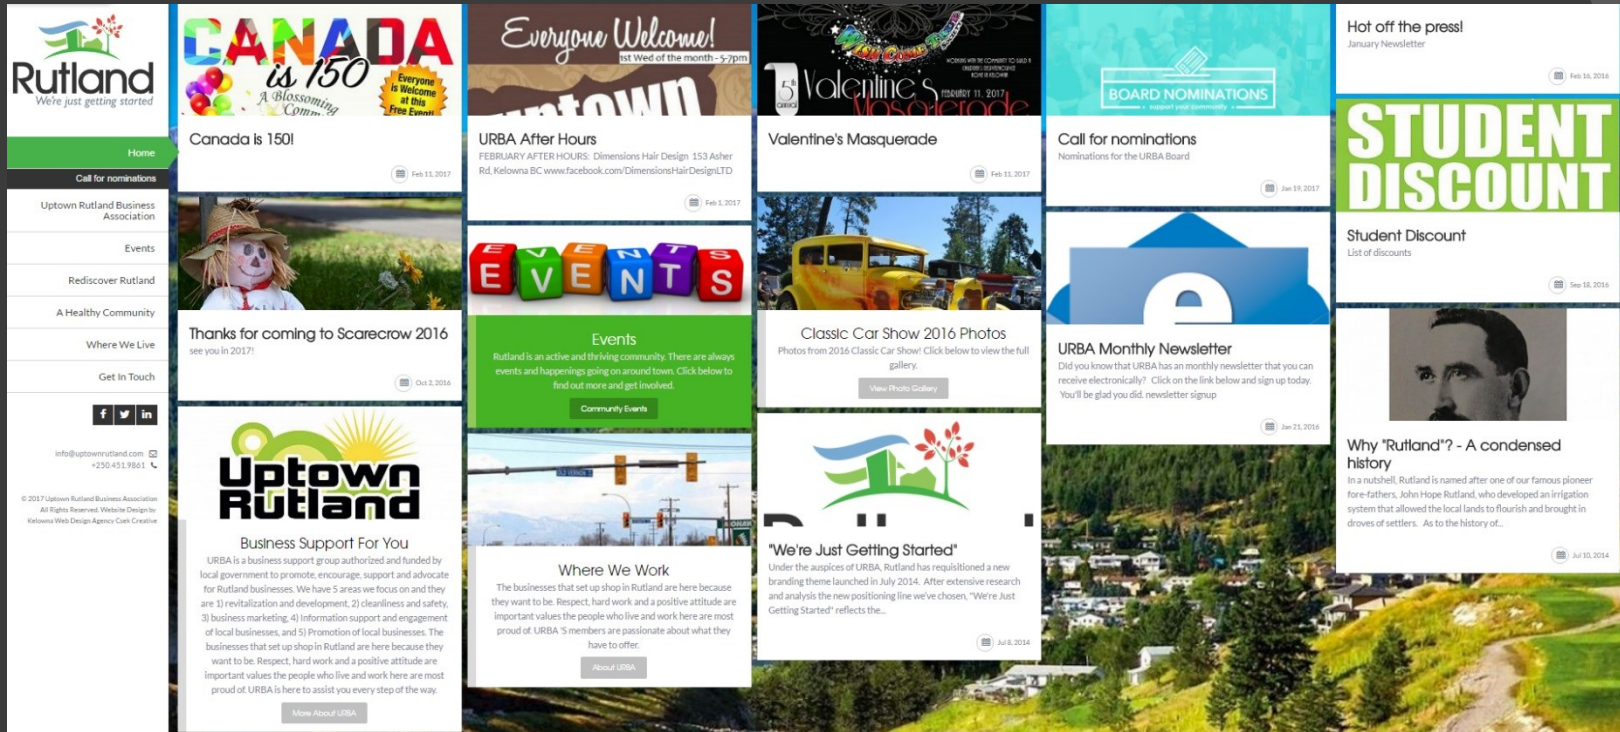 Rutland
We're just getting started
Home
Call for nominations
Uptown Rutland Business
Association
Events
Rediscover Rutland
A Healthy Community
Where We Live
Get In Touch
info@uptownrutland.com
+250.451.9861
© 2017 Uptown Rutland Business Association
All Rights Reserved. Website Design by
Kelowna Web Design Agency Csek Creative
CANADA
is 150
A Blossoming
Everyone
is Welcome
at this
Free Event!
Canada is 150!
Feb 11, 2017
Thanks for coming to Scarecrow 2016
see you in 2017!
Oct 2, 2016
Uptown
Rutland
Business Support For You
URBA is a business support group authorized and funded by
local government to promote, encourage, support and advocate
for Rutland businesses. We have 5 areas we focus on and they
are 1) revitalization and development, 2) cleanliness and safety,
3) business marketing, 4) Information support and engagement
of local businesses, and 5) Promotion of local businesses. The
businesses that set up shop in Rutland are here because they
want to be. Respect, hard work and a positive attitude are
important values the people who live and work here are most
proud of. URBA is here to assist you every step of the way.
More About URBA
Everyone Welcome!
1st Wed of the month - 5-7pm
uptown
URBA After Hours
FEBRUARY AFTER HOURS: Dimensions Hair Design 153 Asher
Rd, Kelowna BC www.facebook.com/DimensionsHairDesignLTD
Feb 1, 2017
EVENTS
EVENTS
Events
Rutland is an active and thriving community. There are always
events and happenings going on around town. Click below to
find out more and get involved.
Community Events
OLD VERNON
Where We Work
The businesses that set up shop in Rutland are here because
they want to be. Respect, hard work and a positive attitude are
important values the people who live and work here are most
proud of. URBA 'S members are passionate about what they
have to offer.
About URBA
Wish Come True
5th
annual
Valentine's
Masquerade
FEBRUARY 11, 2017
Valentine's Masquerade
Feb 11, 2017
Classic Car Show 2016 Photos
Photos from 2016 Classic Car Show! Click below to view the full
gallery.
View Photo Gallery
"We're Just Getting Started"
Under the auspices of URBA, Rutland has requisitioned a new
branding theme launched in July 2014. After extensive research
and analysis the new positioning line we've chosen, "We're Just
Getting Started" reflects the...
Jul 8, 2014
BOARD NOMINATIONS
support your community
Call for nominations
Nominations for the URBA Board
Jan 19, 2017
e
URBA Monthly Newsletter
Did you know that URBA has an monthly newsletter that you can
receive electronically? Click on the link below and sign up today.
You'll be glad you did. newsletter signup
Jan 21, 2016
Hot off the press!
January Newsletter
Feb 16, 2016
STUDENT
DISCOUNT
Student Discount
List of discounts
Sep 18, 2016
Why "Rutland"? - A condensed
history
In a nutshell, Rutland is named after one of our famous pioneer
fore-fathers, John Hope Rutland, who developed an irrigation
system that allowed the local lands to flourish and brought in
droves of settlers. As to the history of...
Jul 10, 2014